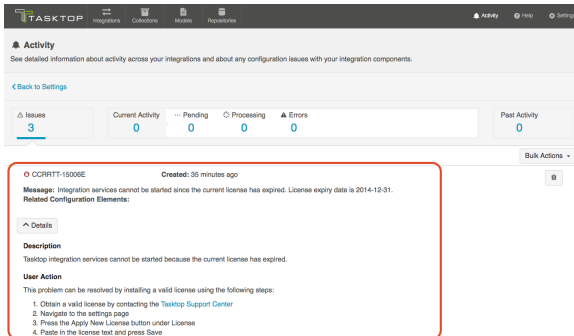 TASKTOP
Integrations Collections Models Repositories Activity Help Settings
Activity
See detailed information about activity across your integrations and about any configuration issues with your integration components.
Back to Settings
Issues Current Activity Pending Processing Errors Past Activity
3 0 0 0 0 0
Bulk Actions
CCRRTT-15006E Created: 35 minutes ago
Message: Integration services cannot be started since the current license has expired. License expiry date is 2014-12-31.
Related Configuration Elements:
Details
Description
Tasktop integration services cannot be started because the current license has expired.
User Action
This problem can be resolved by installing a valid license using the following steps:
1. Obtain a valid license by contacting the Tasktop Support Center
2. Navigate to the settings page
3. Press the Apply New License button under License
4. Paste in the license text and press Save